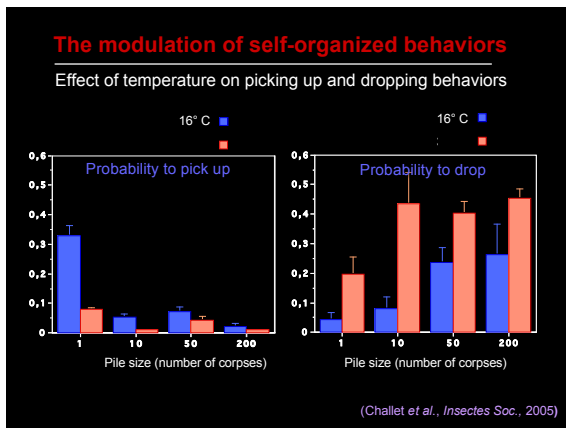 The modulation of self-organized behaviors
Effect of temperature on picking up and dropping behaviors
16° C
Probability to pick up
0,6
0,5
0,4
0,3
0,2
0,1
0
1 10 50 200
Pile size (number of corpses)
16° C
:
Probability to drop
0,6
0,5
0,4
0,3
0,2
0,1
0
1 10 50 200
Pile size (number of corpses)
(Challet et al., Insectes Soc., 2005)